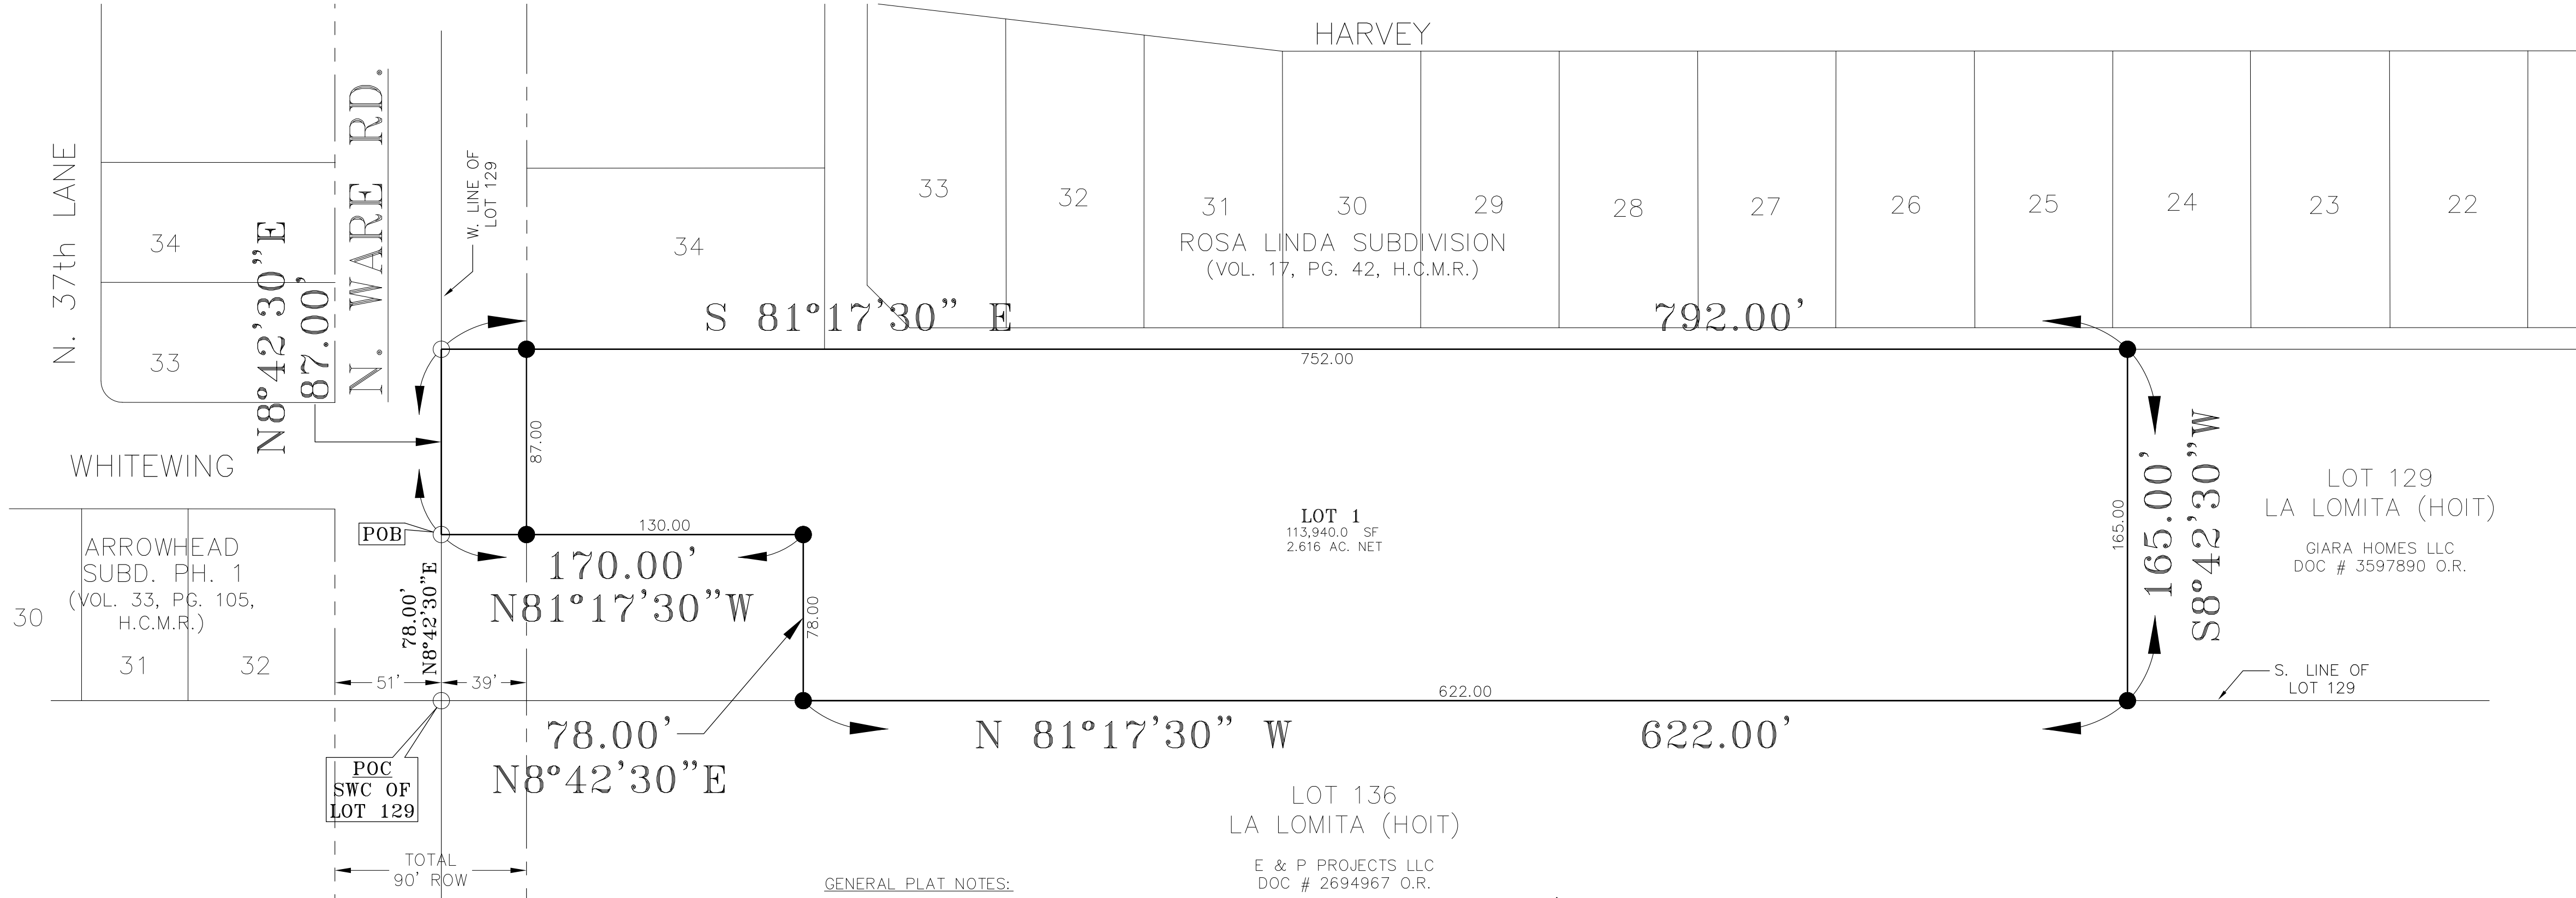 HARVEY
N. 37th LANE
N. WARE RD.
W. LINE OF
LOT 129
34
33
N8°42'30"E
87.00'
34
33
32
31
30
29
28
27
26
25
24
23
22
ROSA LINDA SUBDIVISION
(VOL. 17, PG. 42, H.C.M.R.)
S 81°17'30" E
792.00'
752.00
87.00
WHITEWING
POB
130.00
170.00'
N81°17'30"W
78.00
LOT 1
113,940.0 SF
2.616 AC. NET
165.00
165.00'
S8°42'30"W
LOT 129
LA LOMITA (HOIT)
GIARA HOMES LLC
DOC # 3597890 O.R.
ARROWHEAD
SUBD. PH. 1
(VOL. 33, PG. 105,
H.C.M.R.)
30
31
32
78.00'
N8°42'30"E
51'
39'
622.00
S. LINE OF
LOT 129
78.00'
N8°42'30"E
N 81°17'30" W
622.00'
POC
SWC OF
LOT 129
LOT 136
LA LOMITA (HOIT)
E & P PROJECTS LLC
DOC # 2694967 O.R.
TOTAL
90' ROW
GENERAL PLAT NOTES: